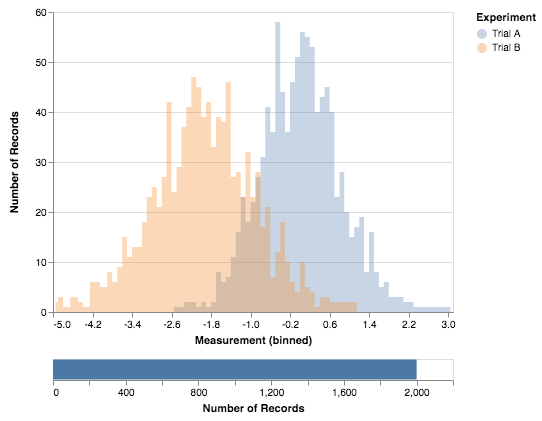 60
50
40
30
20
10
0
Number of Records
-5.0 -4.2 -3.4 -2.6 -1.8 -1.0 -0.2 0.6 1.4 2.2 3.0
Measurement (binned)
Experiment
Trial A
Trial B
0 400 800 1,200 1,600 2,000
Number of Records